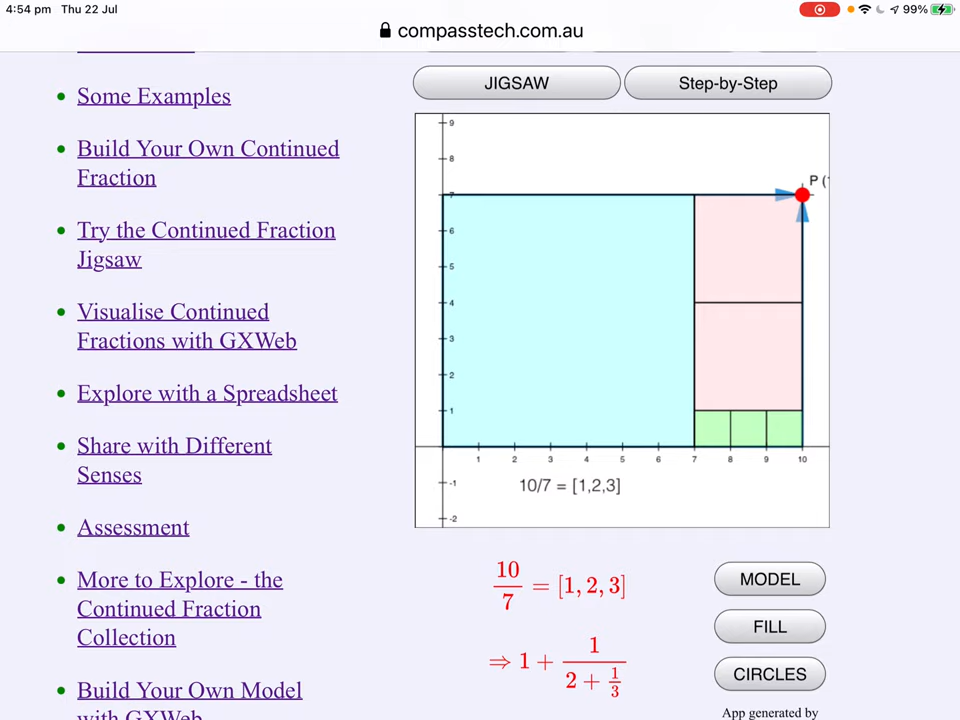 4:54 pm Thu 22 Jul
99%
compasstech.com.au
Some Examples
Build Your Own Continued
Fraction
Try the Continued Fraction
Jigsaw
Visualise Continued
Fractions with GXWeb
Explore with a Spreadsheet
Share with Different
Senses
Assessment
More to Explore - the
Continued Fraction
Collection
Build Your Own Model
with GXWeb
JIGSAW
Step-by-Step
9
8
P (
7
6
5
4
3
2
1
1 2 3 4 5 6 7 8 9 10
-1
10/7 = [1,2,3]
-2
10/7 = [1, 2, 3]
⇒ 1 + 1/(2 + 1/3)
MODEL
FILL
CIRCLES
App generated by